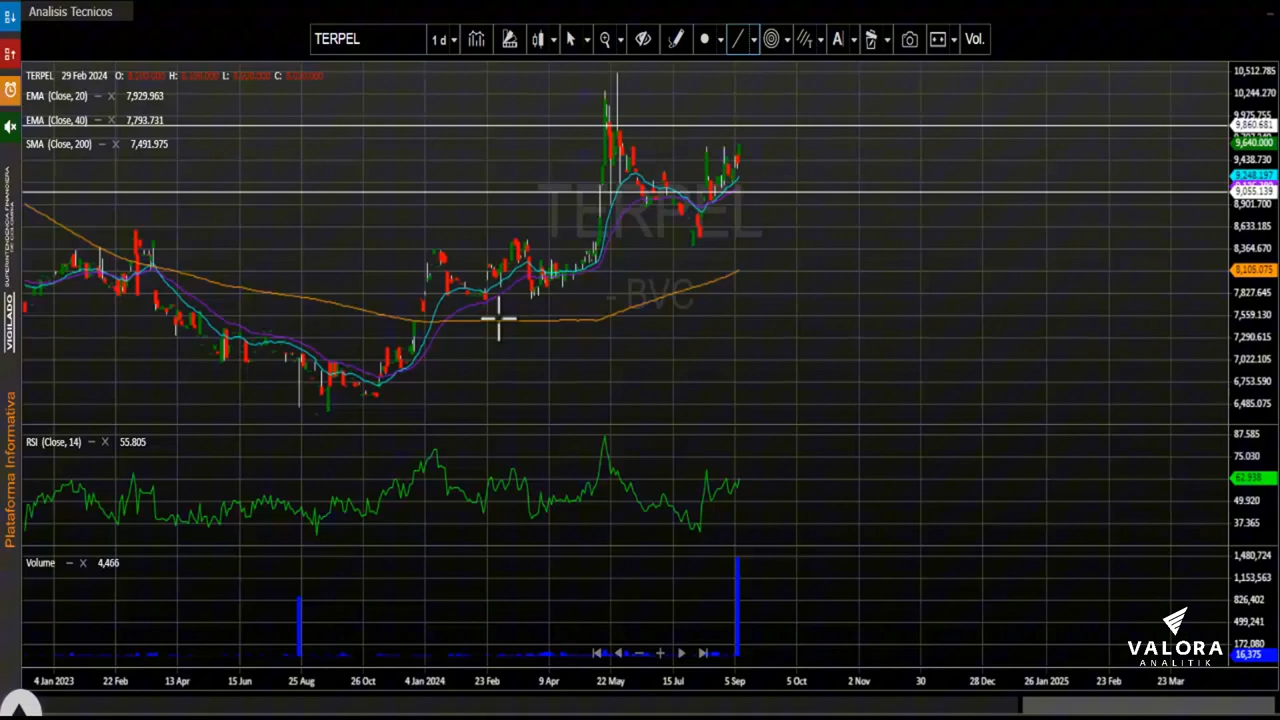 Analisis Tecnicos
TERPEL
1 d
Vol.
TERPEL 29 Feb 2024 O: H: L: C:
EMA (Close, 20) 7,929.963
EMA (Close, 40) 7,793.731
SMA (Close, 200) 7,491.975
TERPEL
- BVC
10,512.785
10,244.270
9,975.755
9,860.681
9,640.000
9,438.730
9,248.197
9,055.139
8,901.700
8,633.185
8,364.670
8,105.075
7,827.645
7,559.130
7,290.615
7,022.105
6,753.590
6,485.075
RSI (Close, 14) 55.805
87.585
75.030
62.938
49.920
37.365
Volume 4,466
1,480,724
1,153,563
826,402
499,241
172,080
16,375
4 Jan 2023 22 Feb 13 Apr 15 Jun 25 Aug 26 Oct 4 Jan 2024 23 Feb 9 Apr 22 May 15 Jul 5 Sep 5 Oct 2 Nov 30 Nov 28 Dec 26 Jan 2025 23 Feb 23 Mar
VIGILADO
Plataforma Informativa
VALORA
ANALITIK